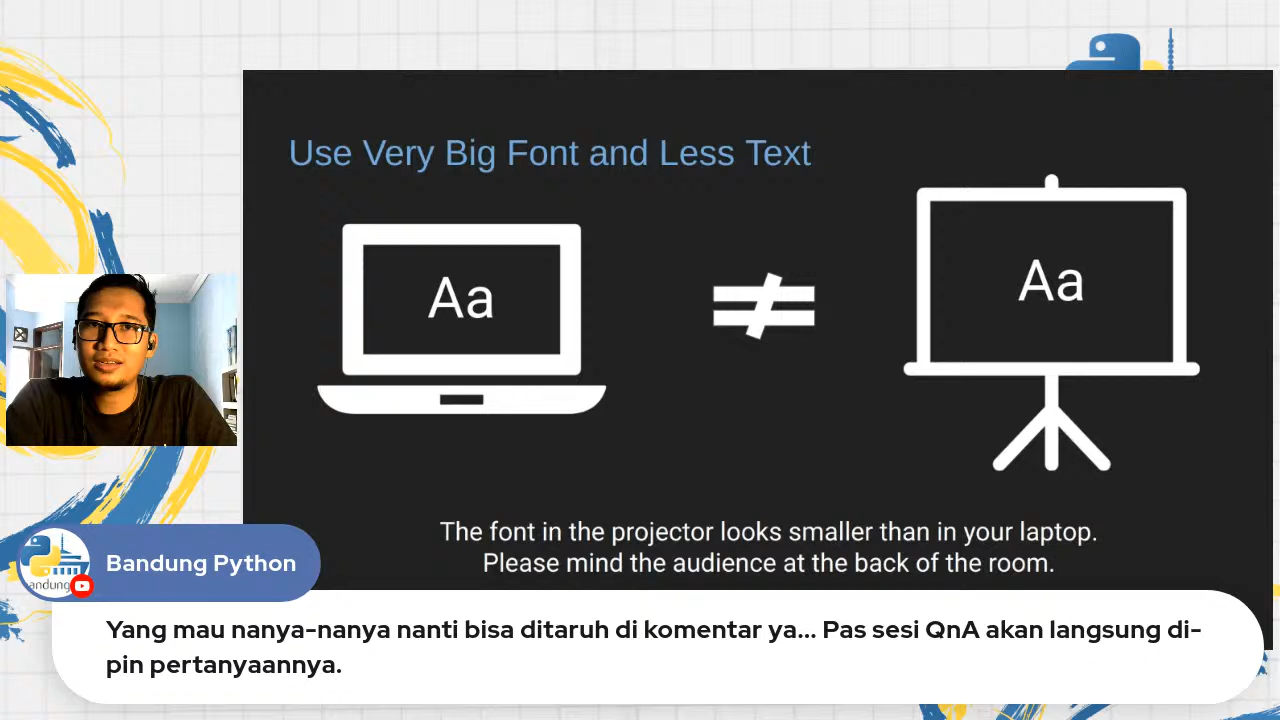 Use Very Big Font and Less Text
Aa
Aa
The font in the projector looks smaller than in your laptop.
Please mind the audience at the back of the room.
andung
Bandung Python
Yang mau nanya-nanya nanti bisa ditaruh di komentar ya... Pas sesi QnA akan langsung di-
pin pertanyaannya.